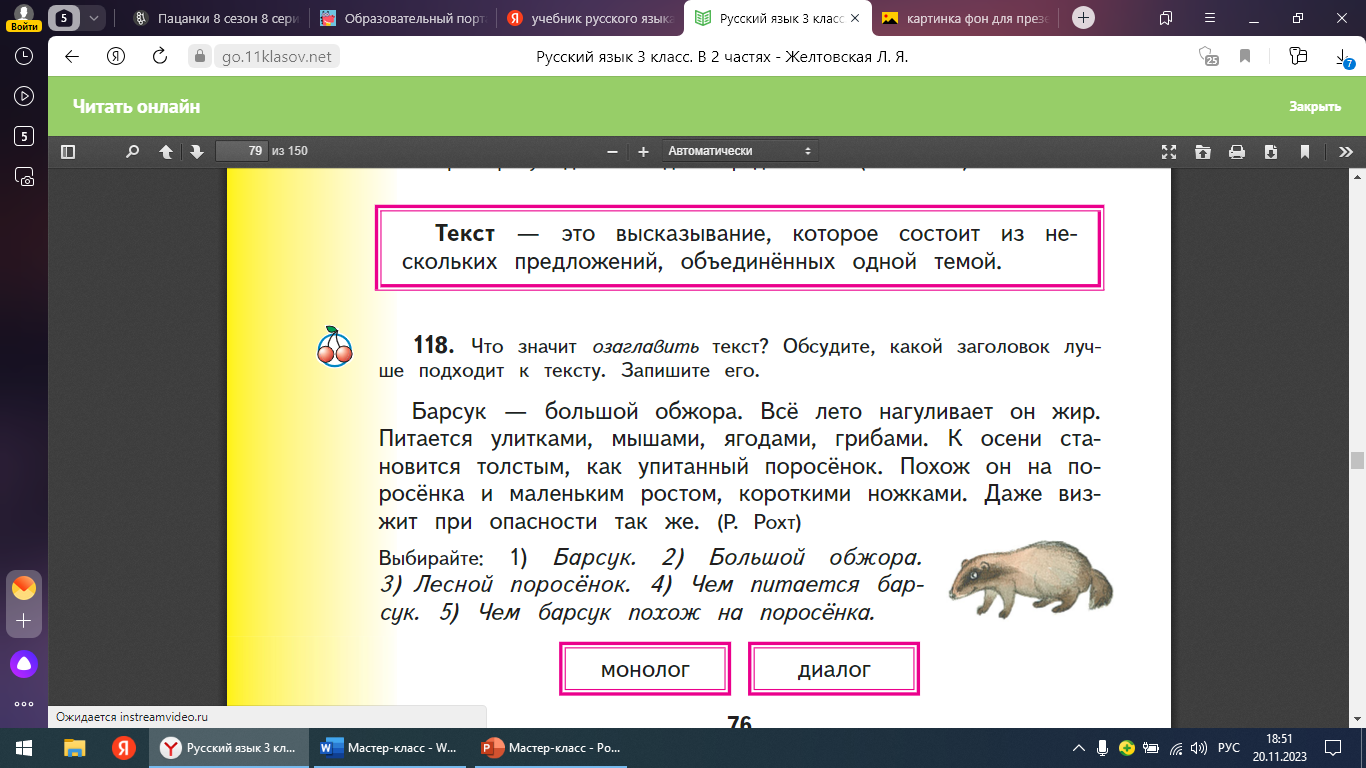 Войти
5
Пацанки 8 сезон 8 сери
Образовательный порт
учебник русского язык
Русский язык 3 класс
картинка фон для през
go.11klasov.net
Русский язык 3 класс. В 2 частях - Желтовская Л. Я.
25
7
5
Читать онлайн
Закрыть
79 из 150
Автоматически
Текст — это высказывание, которое состоит из не-
скольких предложений, объединённых одной темой.
118. Что значит озаглавить текст? Обсудите, какой заголовок луч-
ше подходит к тексту. Запишите его.
Барсук — большой обжора. Всё лето нагуливает он жир.
Питается улитками, мышами, ягодами, грибами. К осени ста-
новится толстым, как упитанный поросёнок. Похож он на по-
росёнка и маленьким ростом, короткими ножками. Даже виз-
жит при опасности так же. (Р. Рохт)
Выбирайте: 1) Барсук. 2) Большой обжора.
3) Лесной поросёнок. 4) Чем питается бар-
сук. 5) Чем барсук похож на поросёнка.
монолог
диалог
76
Ожидается instreamvideo.ru
Русский язык 3 кл...
Мастер-класс - W...
Мастер-класс - Po...
РУС
18:51
20.11.2023